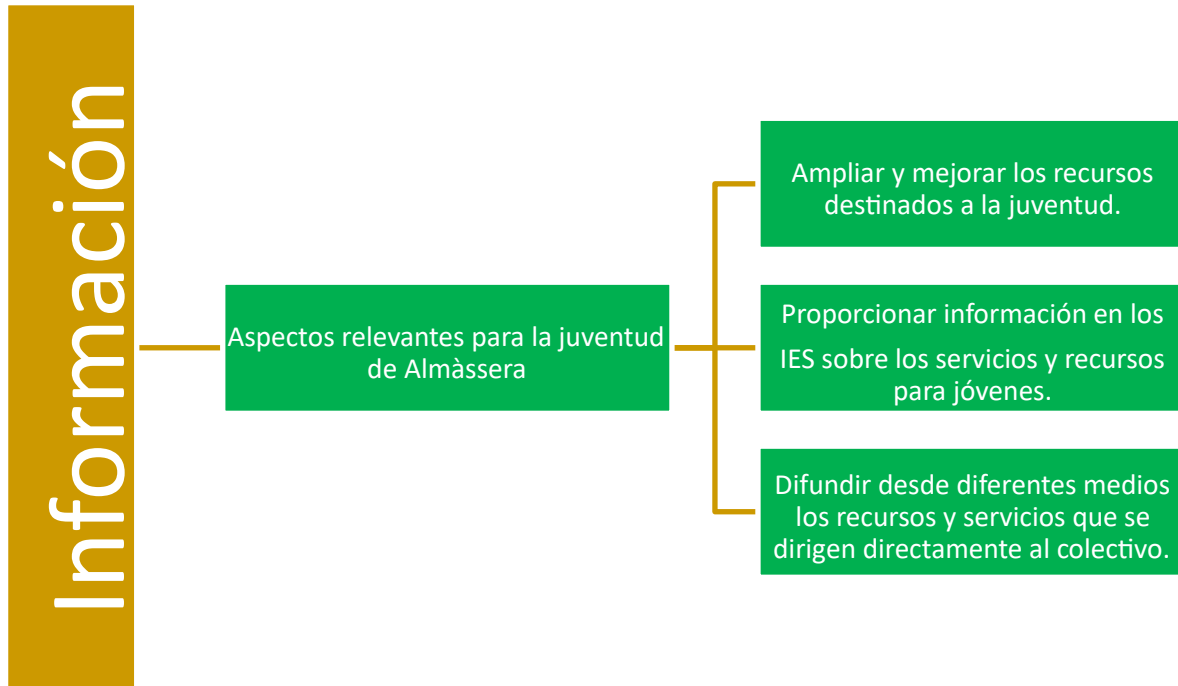 Información
Aspectos relevantes para la juventud
de Almàssera
Ampliar y mejorar los recursos
destinados a la juventud.
Proporcionar información en los
IES sobre los servicios y recursos
para jóvenes.
Difundir desde diferentes medios
los recursos y servicios que se
dirigen directamente al colectivo.